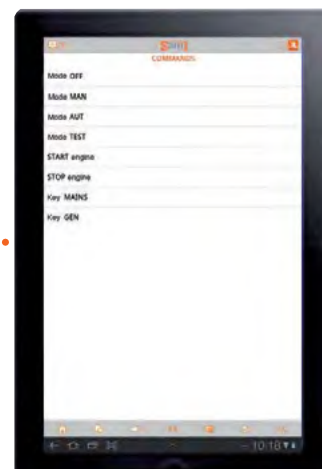 COMMANDS
Mode OFF
Mode MAN
Mode AUT
Mode TEST
START engine
STOP engine
Key MAINS
Key GEN
10:18